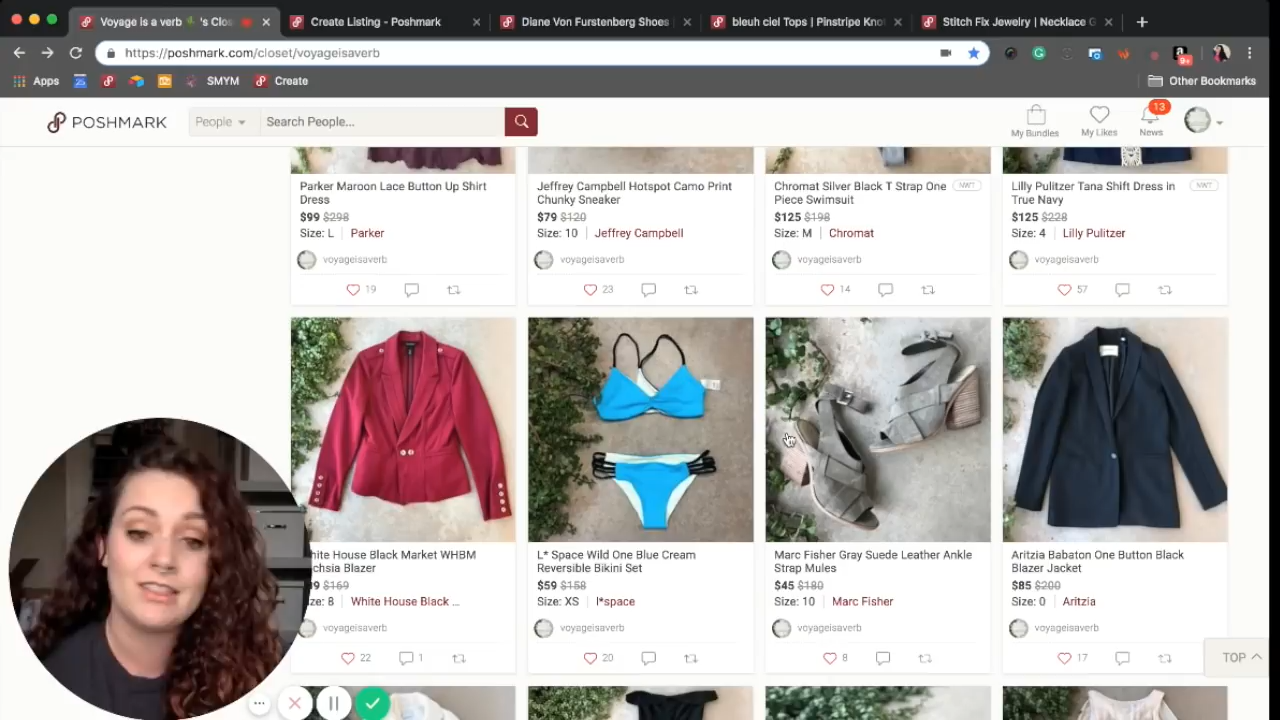 Voyage is a verb 's Clos
Create Listing - Poshmark
Diane Von Furstenberg Shoes
bleuh ciel Tops | Pinstripe Kno
Stitch Fix Jewelry | Necklace G
https://poshmark.com/closet/voyageisaverb
9+
Apps
SMYM
Create
Other Bookmarks
POSHMARK
People
Search People...
My Bundles
My Likes
13
News
Parker Maroon Lace Button Up Shirt
Dress
$99 $298
Size: L | Parker
voyageisaverb
19
Jeffrey Campbell Hotspot Camo Print
Chunky Sneaker
$79 $120
Size: 10 | Jeffrey Campbell
voyageisaverb
23
Chromat Silver Black T Strap One
Piece Swimsuit
NWT
$125 $198
Size: M | Chromat
voyageisaverb
14
Lilly Pulitzer Tana Shift Dress in
True Navy
NWT
$125 $228
Size: 4 | Lilly Pulitzer
voyageisaverb
57
hite House Black Market WHBM
chsia Blazer
9 $169
ze: 8 | White House Black ...
voyageisaverb
22
1
L* Space Wild One Blue Cream
Reversible Bikini Set
$59 $158
Size: XS | l*space
voyageisaverb
20
Marc Fisher Gray Suede Leather Ankle
Strap Mules
$45 $180
Size: 10 | Marc Fisher
voyageisaverb
8
Aritzia Babaton One Button Black
Blazer Jacket
$85 $200
Size: 0 | Aritzia
voyageisaverb
17
TOP